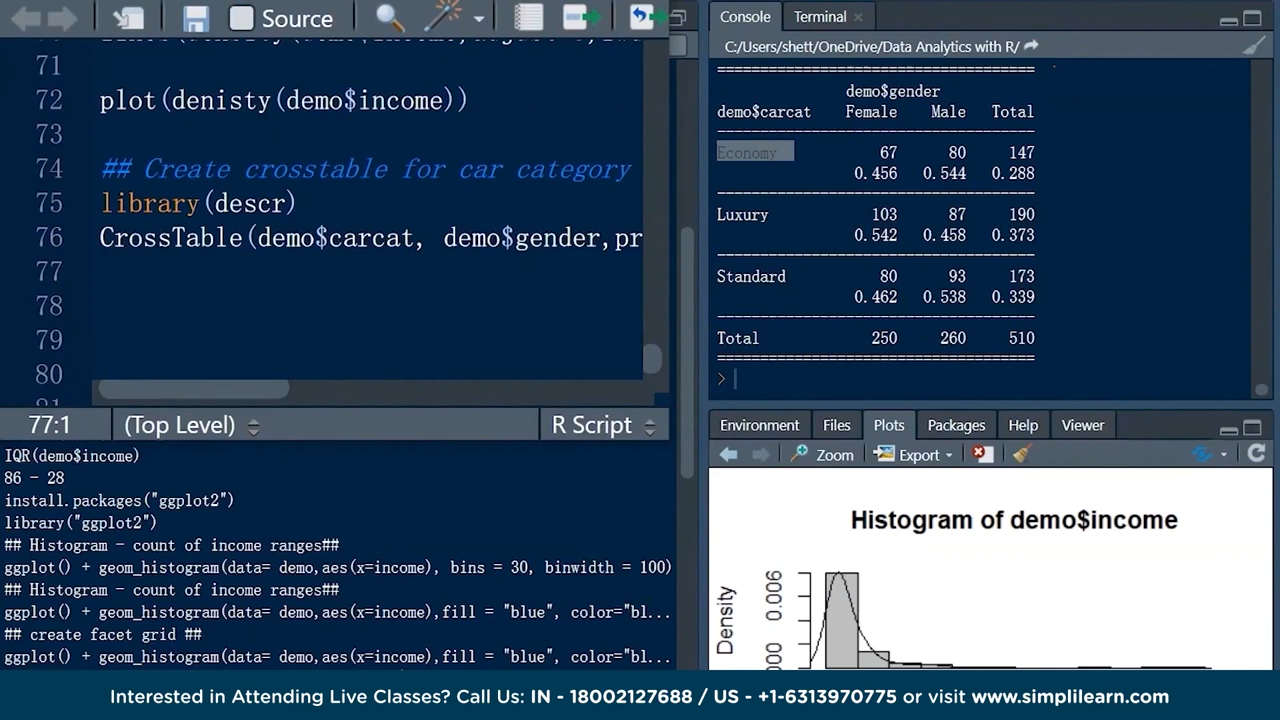 Source
71
72 plot(denisty(demo$income))
73
74 ## Create crosstable for car category
75 library(descr)
76 CrossTable(demo$carcat, demo$gender,pr
77
78
79
80
77:1 (Top Level) R Script
IQR(demo$income)
86 - 28
install.packages("ggplot2")
library("ggplot2")
## Histogram - count of income ranges##
ggplot() + geom_histogram(data= demo,aes(x=income), bins = 30, binwidth = 100)
## Histogram - count of income ranges##
ggplot() + geom_histogram(data= demo,aes(x=income),fill = "blue", color="bl...
## create facet grid ##
ggplot() + geom_histogram(data= demo,aes(x=income),fill = "blue", color="bl...
Console Terminal
C:/Users/shett/OneDrive/Data Analytics with R/
==================================
demo$gender
demo$carcat Female Male Total
----------------------------------
Economy 67 80 147
0.456 0.544 0.288
----------------------------------
Luxury 103 87 190
0.542 0.458 0.373
----------------------------------
Standard 80 93 173
0.462 0.538 0.339
----------------------------------
Total 250 260 510
==================================
>
Environment Files Plots Packages Help Viewer
Zoom Export
Histogram of demo$income
Density
0.006
Interested in Attending Live Classes? Call Us: IN - 18002127688 / US - +1-6313970775 or visit www.simplilearn.com